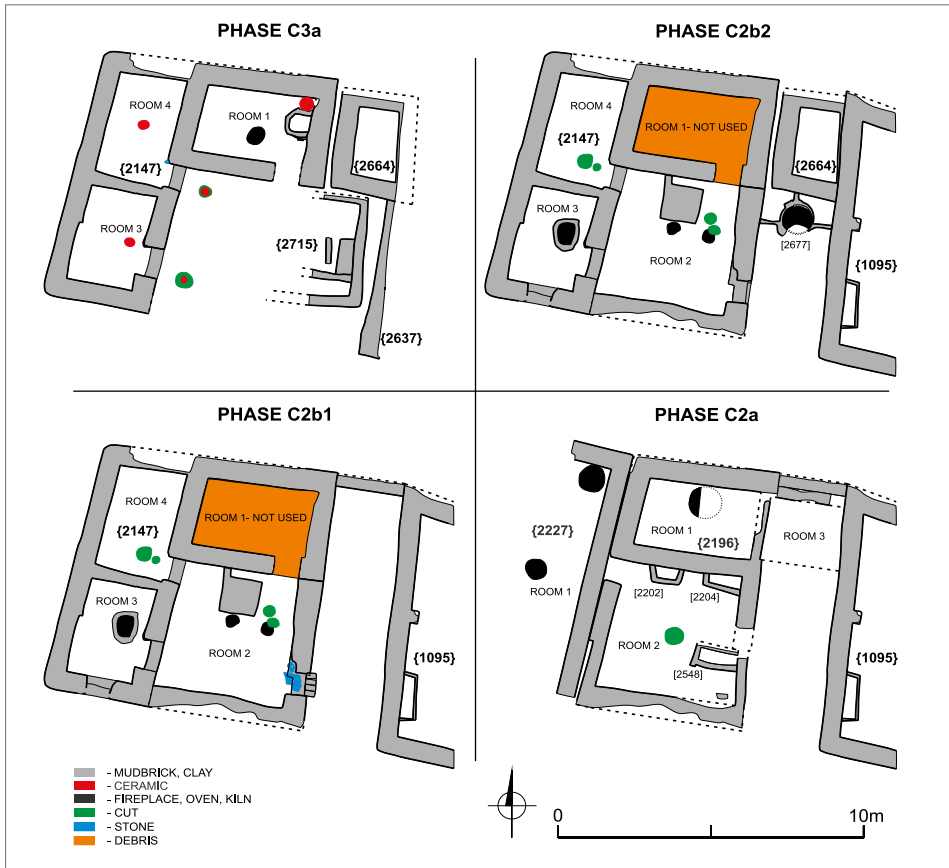 PHASE C3a
ROOM 4
ROOM 1
{2147}
{2664}
ROOM 3
{2715}
{2637}
PHASE C2b2
ROOM 4
ROOM 1- NOT USED
{2147}
{2664}
ROOM 3
[2677]
ROOM 2
{1095}
PHASE C2b1
ROOM 4
ROOM 1- NOT USED
{2147}
ROOM 3
ROOM 2
{1095}
PHASE C2a
{2227}
ROOM 1
{2196}
ROOM 3
ROOM 1
[2202]
[2204]
ROOM 2
{1095}
[2548]
- MUDBRICK, CLAY
- CERAMIC
- FIREPLACE, OVEN, KILN
- CUT
- STONE
- DEBRIS
0
10m